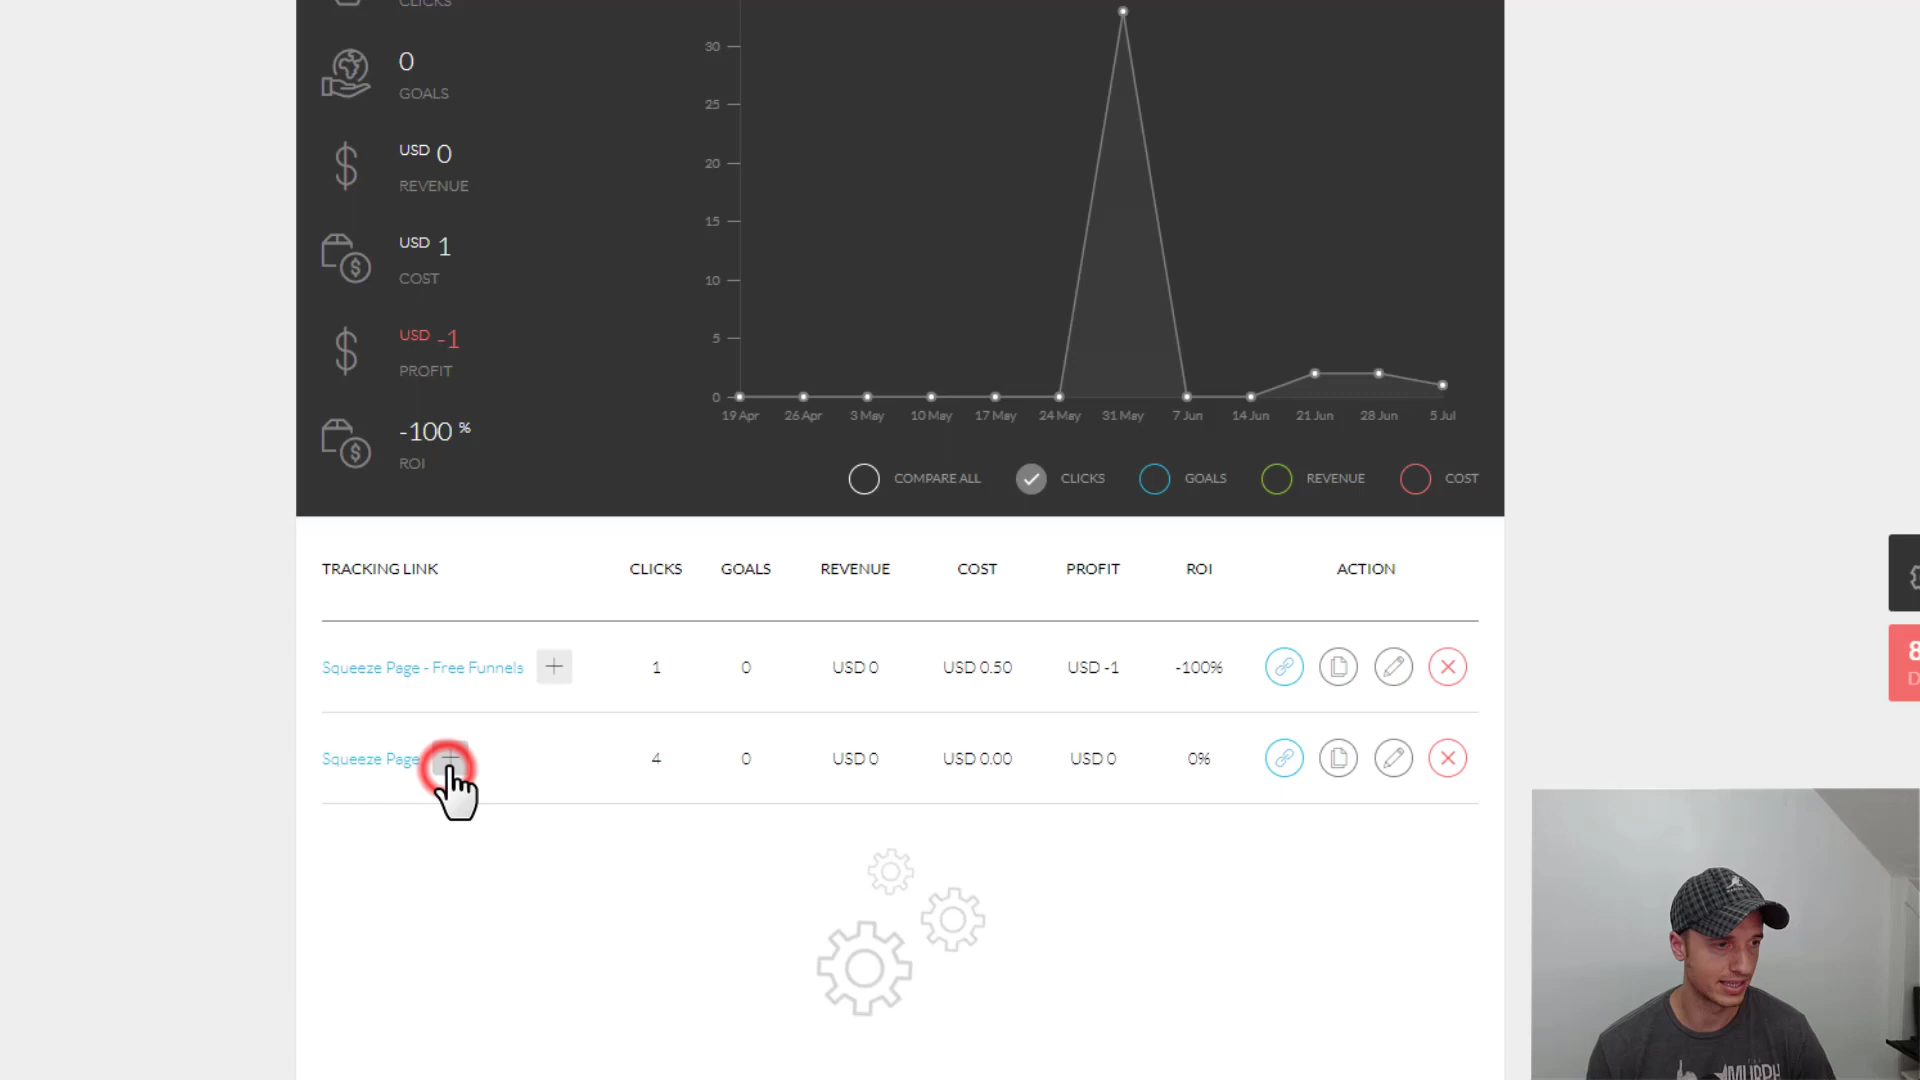 CLICKS
0
GOALS
USD 0
REVENUE
USD 1
COST
USD -1
PROFIT
-100 %
ROI
30
25
20
15
10
5
0
19 Apr 26 Apr 3 May 10 May 17 May 24 May 31 May 7 Jun 14 Jun 21 Jun 28 Jun 5 Jul
COMPARE ALL CLICKS GOALS REVENUE COST
TRACKING LINK CLICKS GOALS REVENUE COST PROFIT ROI ACTION
Squeeze Page - Free Funnels + 1 0 USD 0 USD 0.50 USD -1 -100%
Squeeze Page + 4 0 USD 0 USD 0.00 USD 0 0%
8
D
MURPH